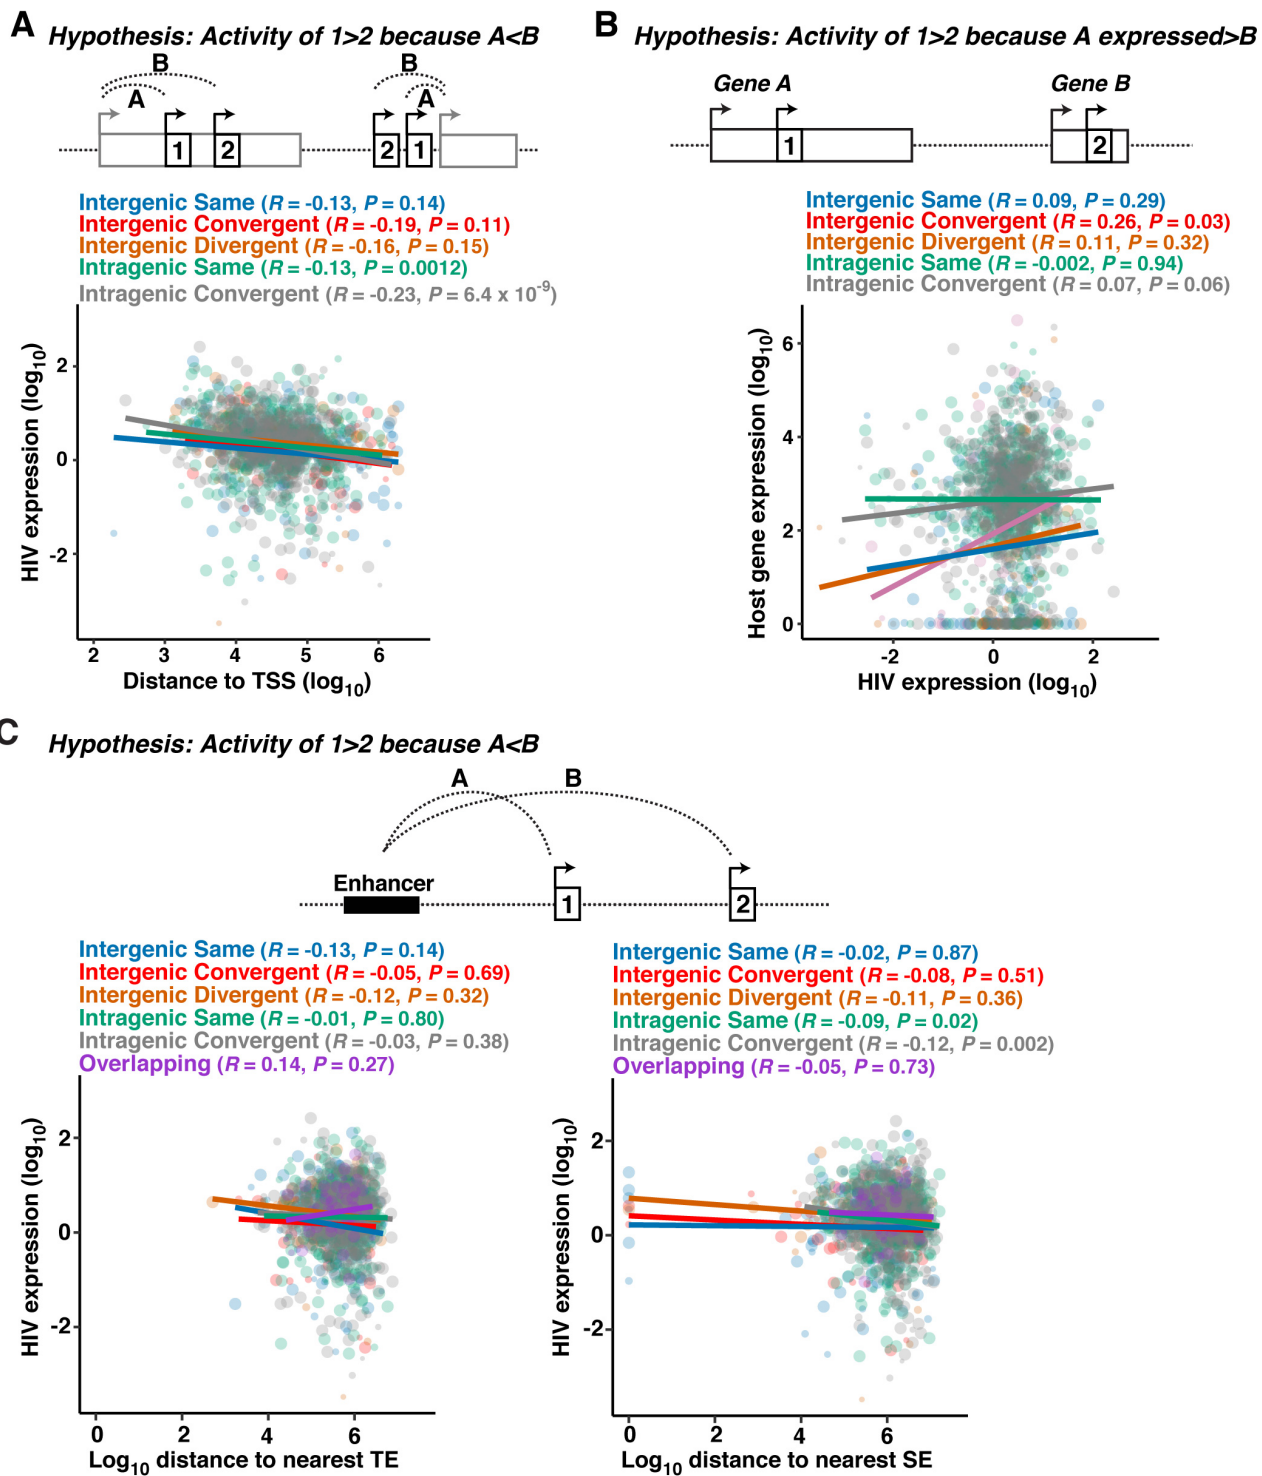 A
Hypothesis: Activity of 1>2 because A<B
B
B
A
A
1
2
2
1
Intergenic Same (R = -0.13, P = 0.14)
Intergenic Convergent (R = -0.19, P = 0.11)
Intergenic Divergent (R = -0.16, P = 0.15)
Intragenic Same (R = -0.13, P = 0.0012)
Intragenic Convergent (R = -0.23, P = 6.4 x 10⁻⁹)
HIV expression (log₁₀)
2
0
-2
2
3
4
5
6
Distance to TSS (log₁₀)
B
Hypothesis: Activity of 1>2 because A expressed>B
Gene A
Gene B
1
2
Intergenic Same (R = 0.09, P = 0.29)
Intergenic Convergent (R = 0.26, P = 0.03)
Intergenic Divergent (R = 0.11, P = 0.32)
Intragenic Same (R = -0.002, P = 0.94)
Intragenic Convergent (R = 0.07, P = 0.06)
Host gene expression (log₁₀)
6
4
2
0
-2
0
2
HIV expression (log₁₀)
C
Hypothesis: Activity of 1>2 because A<B
A
B
Enhancer
1
2
Intergenic Same (R = -0.13, P = 0.14)
Intergenic Convergent (R = -0.05, P = 0.69)
Intergenic Divergent (R = -0.12, P = 0.32)
Intragenic Same (R = -0.01, P = 0.80)
Intragenic Convergent (R = -0.03, P = 0.38)
Overlapping (R = 0.14, P = 0.27)
HIV expression (log₁₀)
2
0
-2
0
2
4
6
Log₁₀ distance to nearest TE
Intergenic Same (R = -0.02, P = 0.87)
Intergenic Convergent (R = -0.08, P = 0.51)
Intergenic Divergent (R = -0.11, P = 0.36)
Intragenic Same (R = -0.09, P = 0.02)
Intragenic Convergent (R = -0.12, P = 0.002)
Overlapping (R = -0.05, P = 0.73)
HIV expression (log₁₀)
2
0
-2
0
2
4
6
Log₁₀ distance to nearest SE